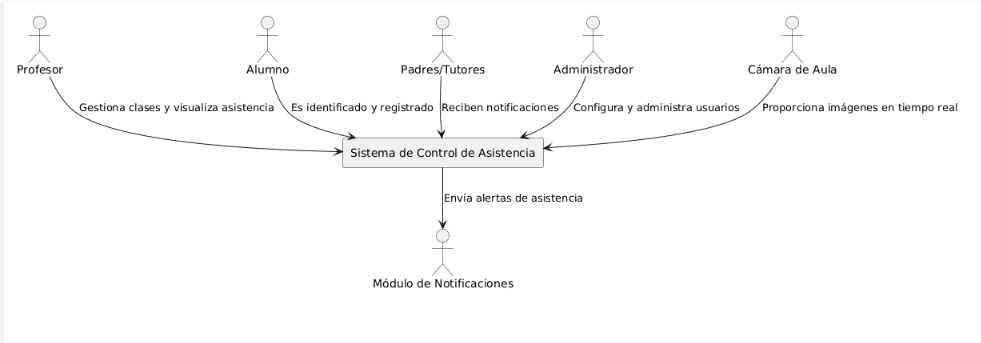 Profesor
Alumno
Padres/Tutores
Administrador
Cámara de Aula
Gestiona clases y visualiza asistencia
Es identificado y registrado
Reciben notificaciones
Configura y administra usuarios
Proporciona imágenes en tiempo real
Sistema de Control de Asistencia
Envía alertas de asistencia
Módulo de Notificaciones